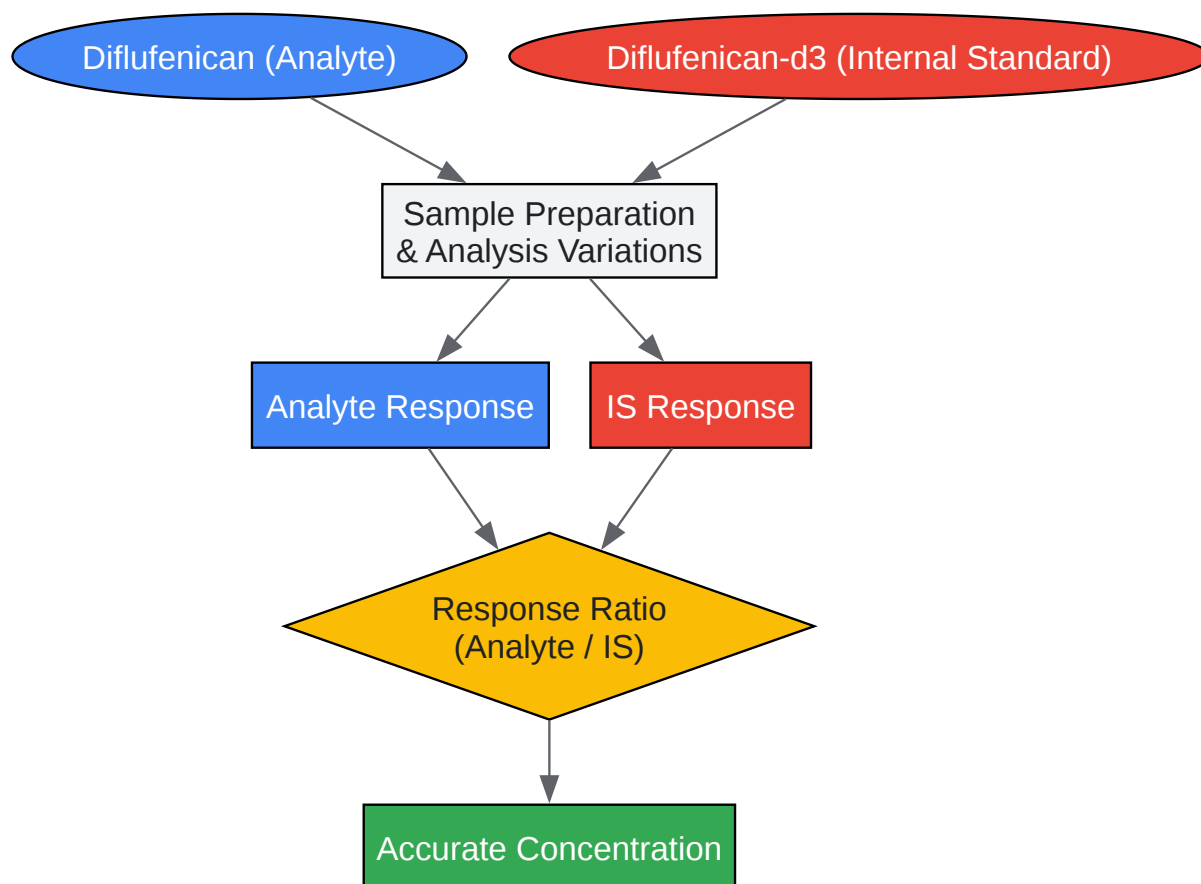 Diflufenican (Analyte)
Diflufenican-d3 (Internal Standard)
Sample Preparation
& Analysis Variations
Analyte Response
IS Response
Response Ratio
(Analyte / IS)
Accurate Concentration